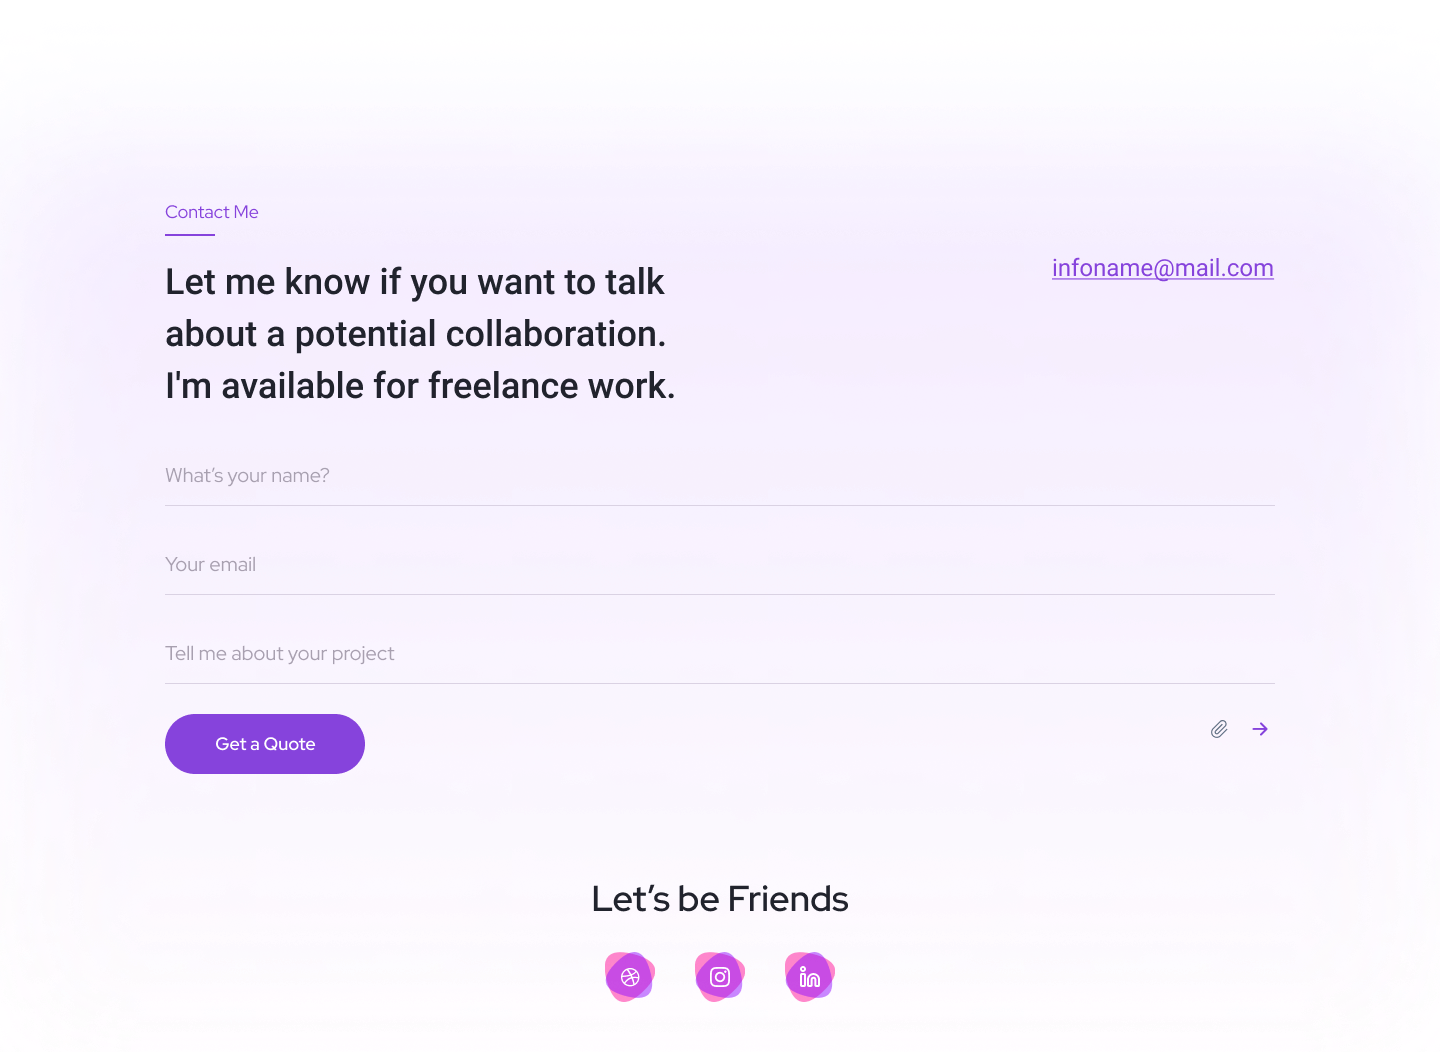 Contact Me
Let me know if you want to talk
about a potential collaboration.
I'm available for freelance work.
infoname@mail.com
What’s your name?
Your email
Tell me about your project
Get a Quote
Let’s be Friends